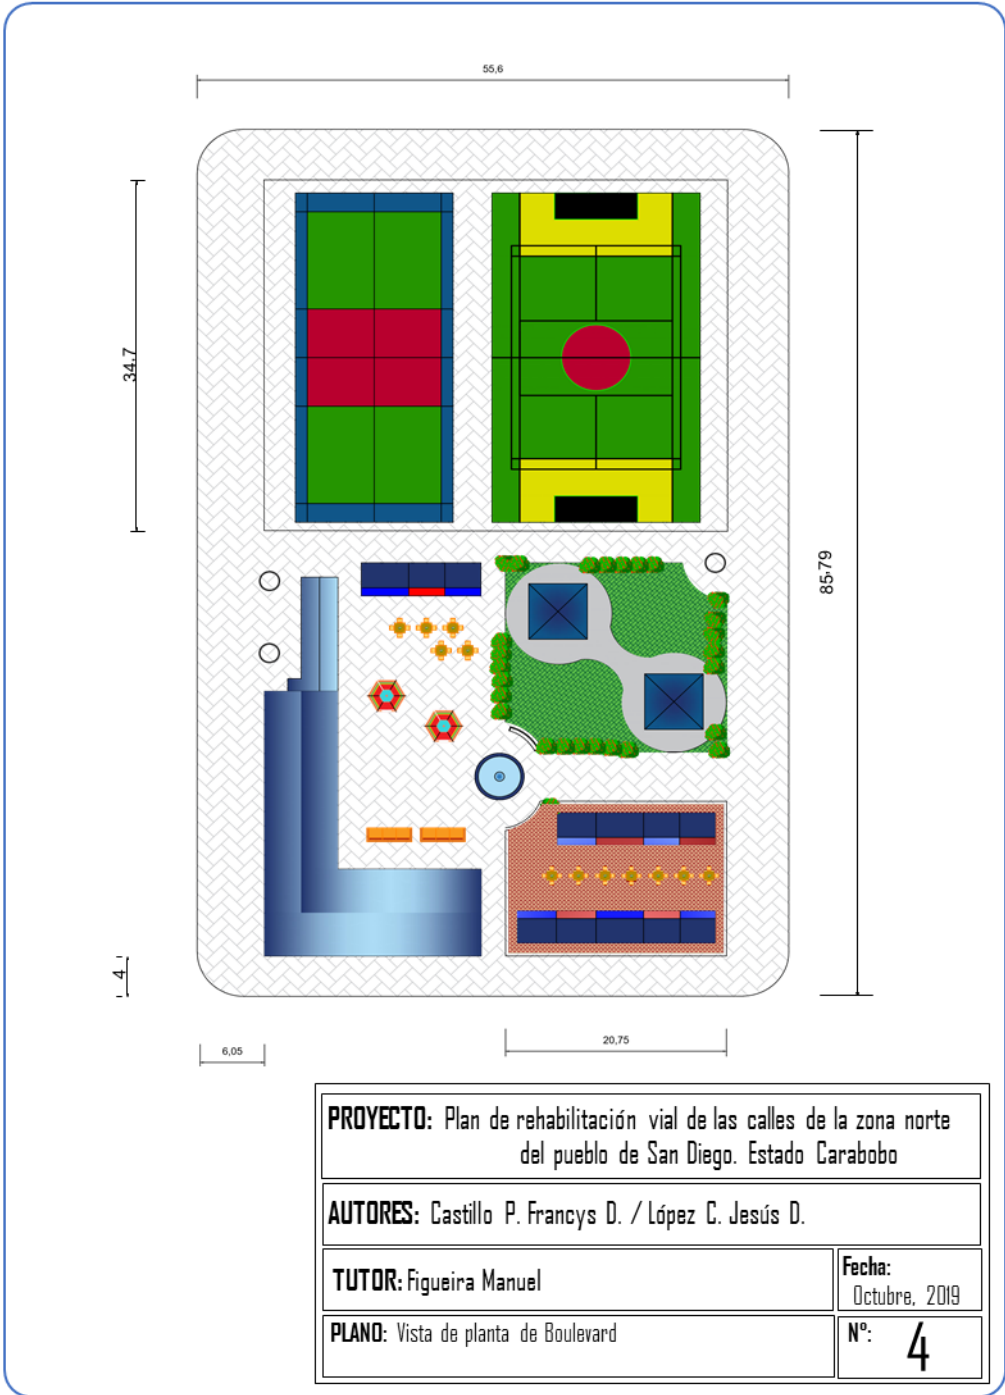 55,6
34.7
85,79
4
6,05
20,75
PROYECTO: Plan de rehabilitación vial de las calles de la zona norte
del pueblo de San Diego. Estado Carabobo
AUTORES: Castillo P. Francys D. / López C. Jesús D.
TUTOR: Figueira Manuel
Fecha:
Octubre, 2019
PLANO: Vista de planta de Boulevard
N°: 4